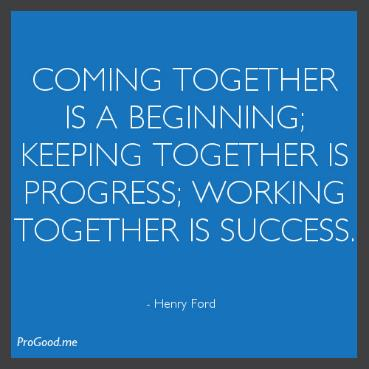 COMING TOGETHER
IS A BEGINNING;
KEEPING TOGETHER IS
PROGRESS; WORKING
TOGETHER IS SUCCESS.
- Henry Ford
ProGood.me